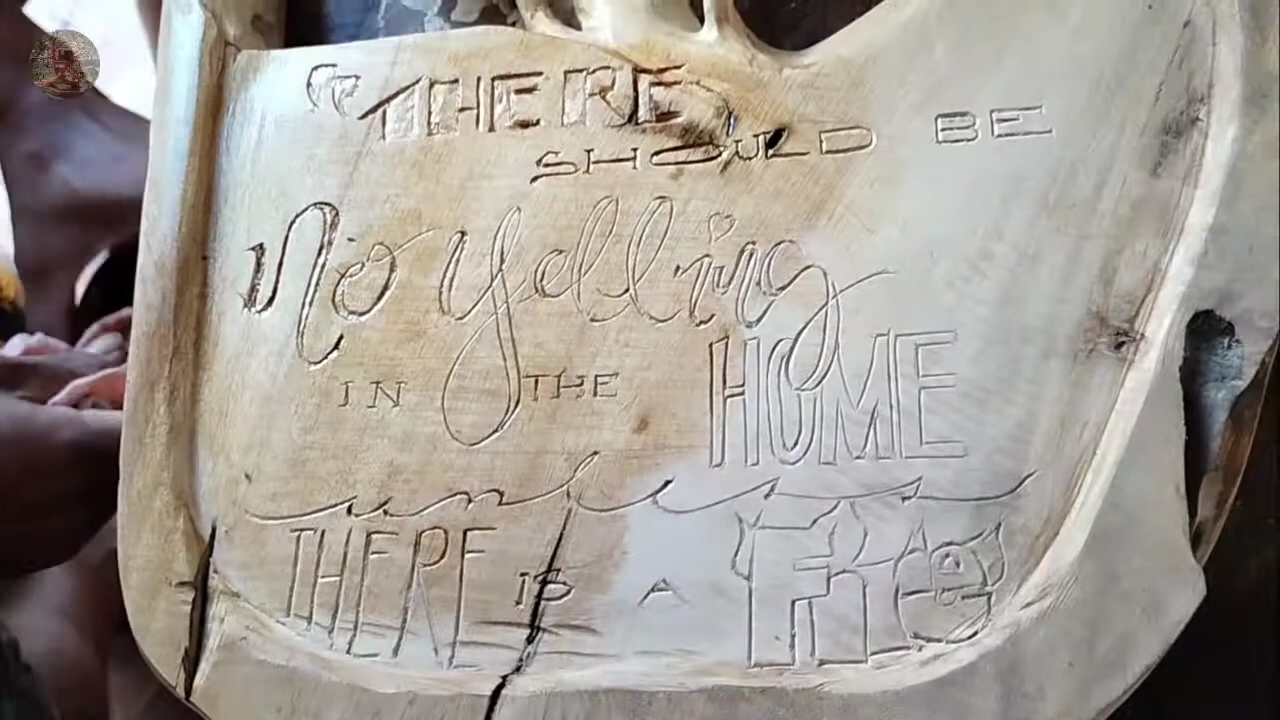 “THERE
SHOULD BE
No yelling
IN THE HOME
unless
THERE IS A FIRE